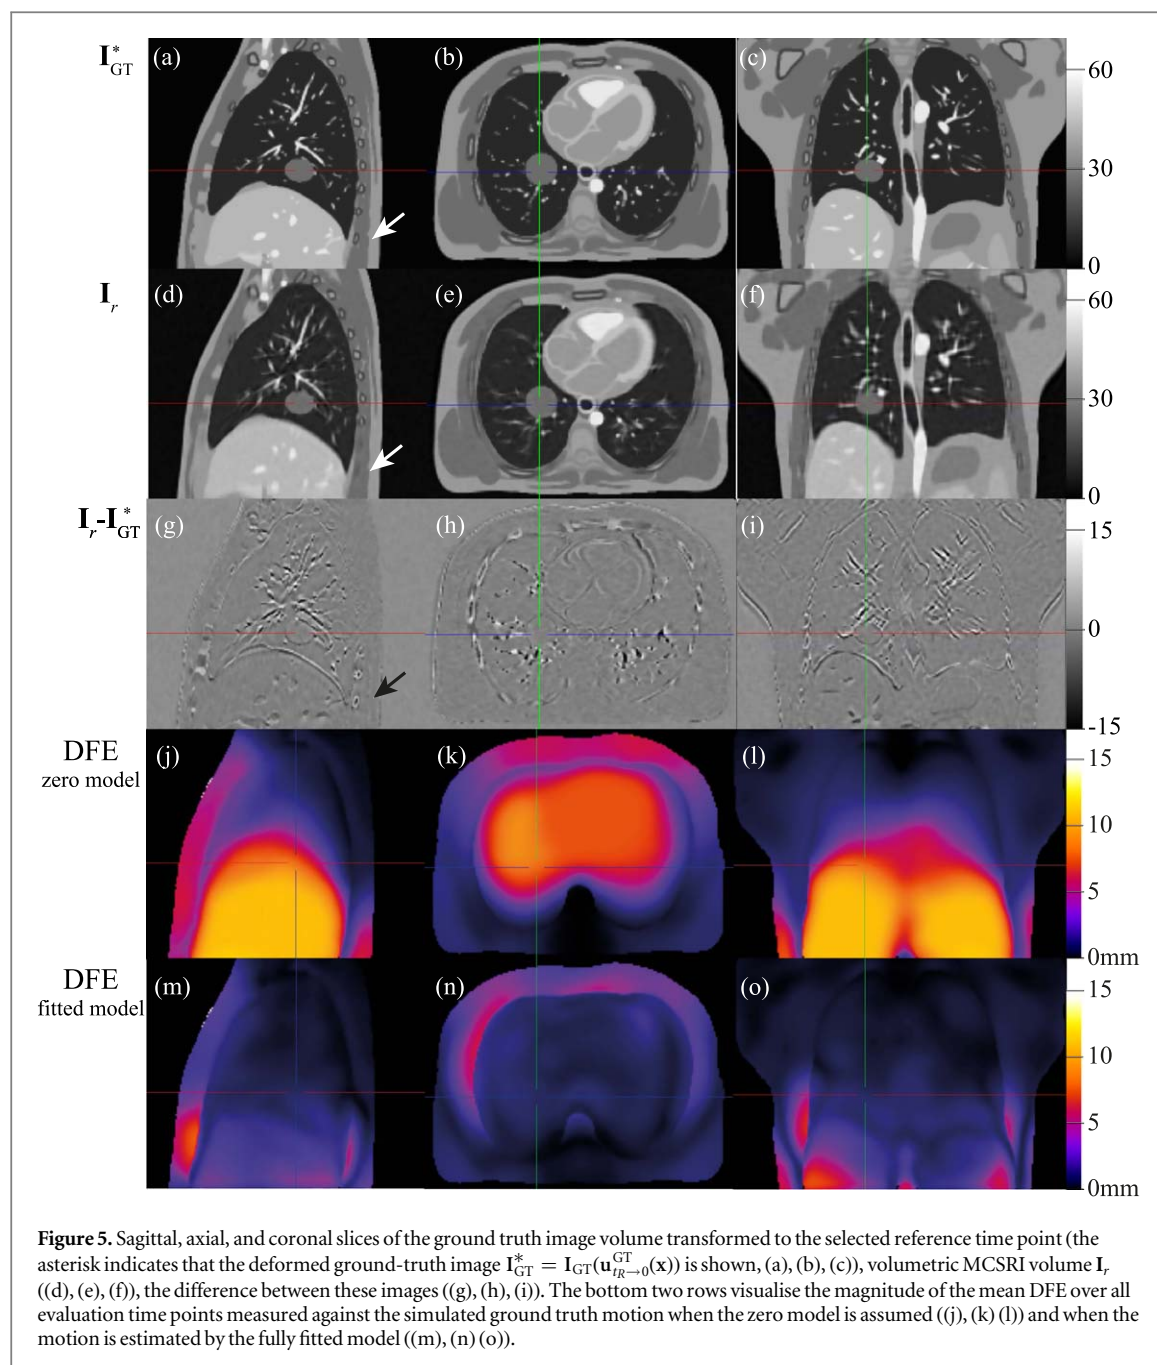 I*GT (a) (b) (c)
60
30
0
Ir (d) (e) (f)
60
30
0
Ir-I*GT (g) (h) (i)
15
0
-15
DFE
zero model
(j) (k) (l)
15
10
5
0mm
DFE
fitted model
(m) (n) (o)
15
10
5
0mm
Figure 5. Sagittal, axial, and coronal slices of the ground truth image volume transformed to the selected reference time point (the
asterisk indicates that the deformed ground-truth image I*GT = IGT(u^GT_tR→0(x)) is shown, (a), (b), (c)), volumetric MCSRI volume Ir
((d), (e), (f)), the difference between these images ((g), (h), (i)). The bottom two rows visualise the magnitude of the mean DFE over all
evaluation time points measured against the simulated ground truth motion when the zero model is assumed ((j), (k) (l)) and when the
motion is estimated by the fully fitted model ((m), (n) (o)).